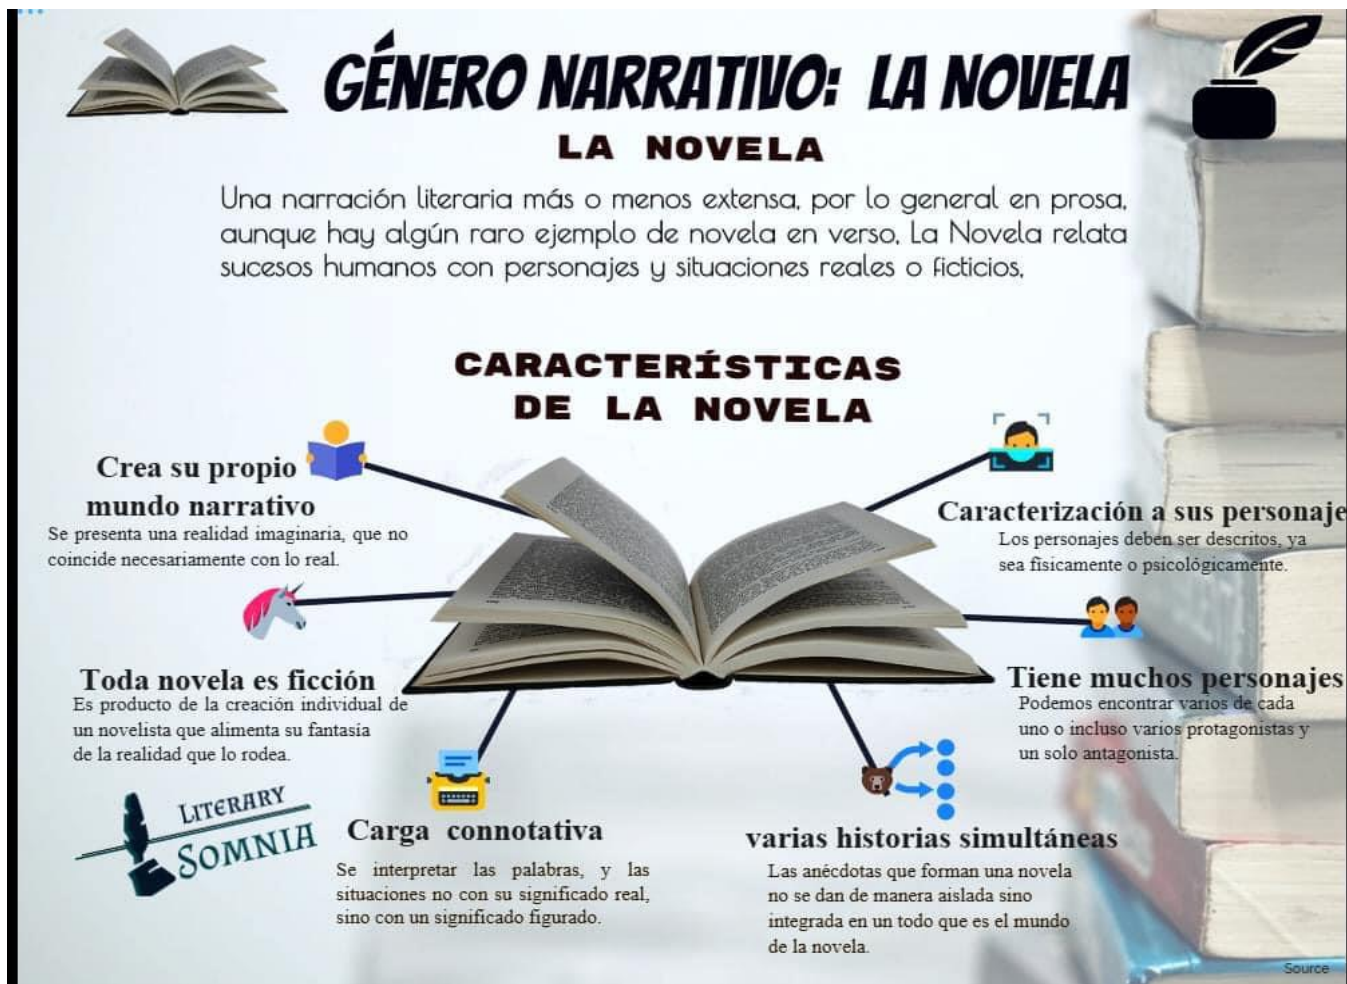 GÉNERO NARRATIVO: LA NOVELA
LA NOVELA
Una narración literaria más o menos extensa, por lo general en prosa,
aunque hay algún raro ejemplo de novela en verso, La Novela relata
sucesos humanos con personajes y situaciones reales o ficticios,
CARACTERÍSTICAS
DE LA NOVELA
Crea su propio
mundo narrativo
Se presenta una realidad imaginaria, que no
coincide necesariamente con lo real.
Toda novela es ficción
Es producto de la creación individual de
un novelista que alimenta su fantasía
de la realidad que lo rodea.
Carga connotativa
Se interpretar las palabras, y las
situaciones no con su significado real,
sino con un significado figurado.
Caracterización a sus personaje
Los personajes deben ser descritos, ya
sea físicamente o psicológicamente.
Tiene muchos personajes
Podemos encontrar varios de cada
uno o incluso varios protagonistas y
un solo antagonista.
varias historias simultáneas
Las anécdotas que forman una novela
no se dan de manera aislada sino
integrada en un todo que es el mundo
de la novela.
LITERARY
SOMNIA
Source